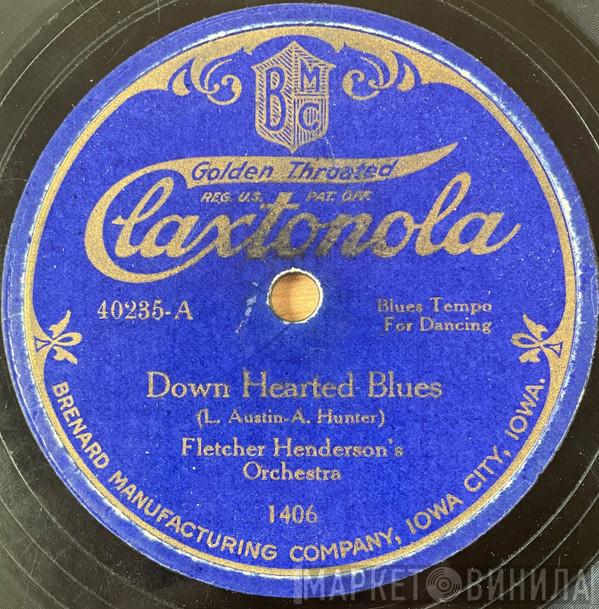 BMC
Golden Throated
REG. U.S. PAT. OFF.
Claxtonola
40235-A
Blues Tempo
For Dancing
Down Hearted Blues
(L. Austin-A. Hunter)
Fletcher Henderson's
Orchestra
1406
BRENARD MANUFACTURING COMPANY, IOWA CITY, IOWA.
МАРКЕТ ВИНИЛА